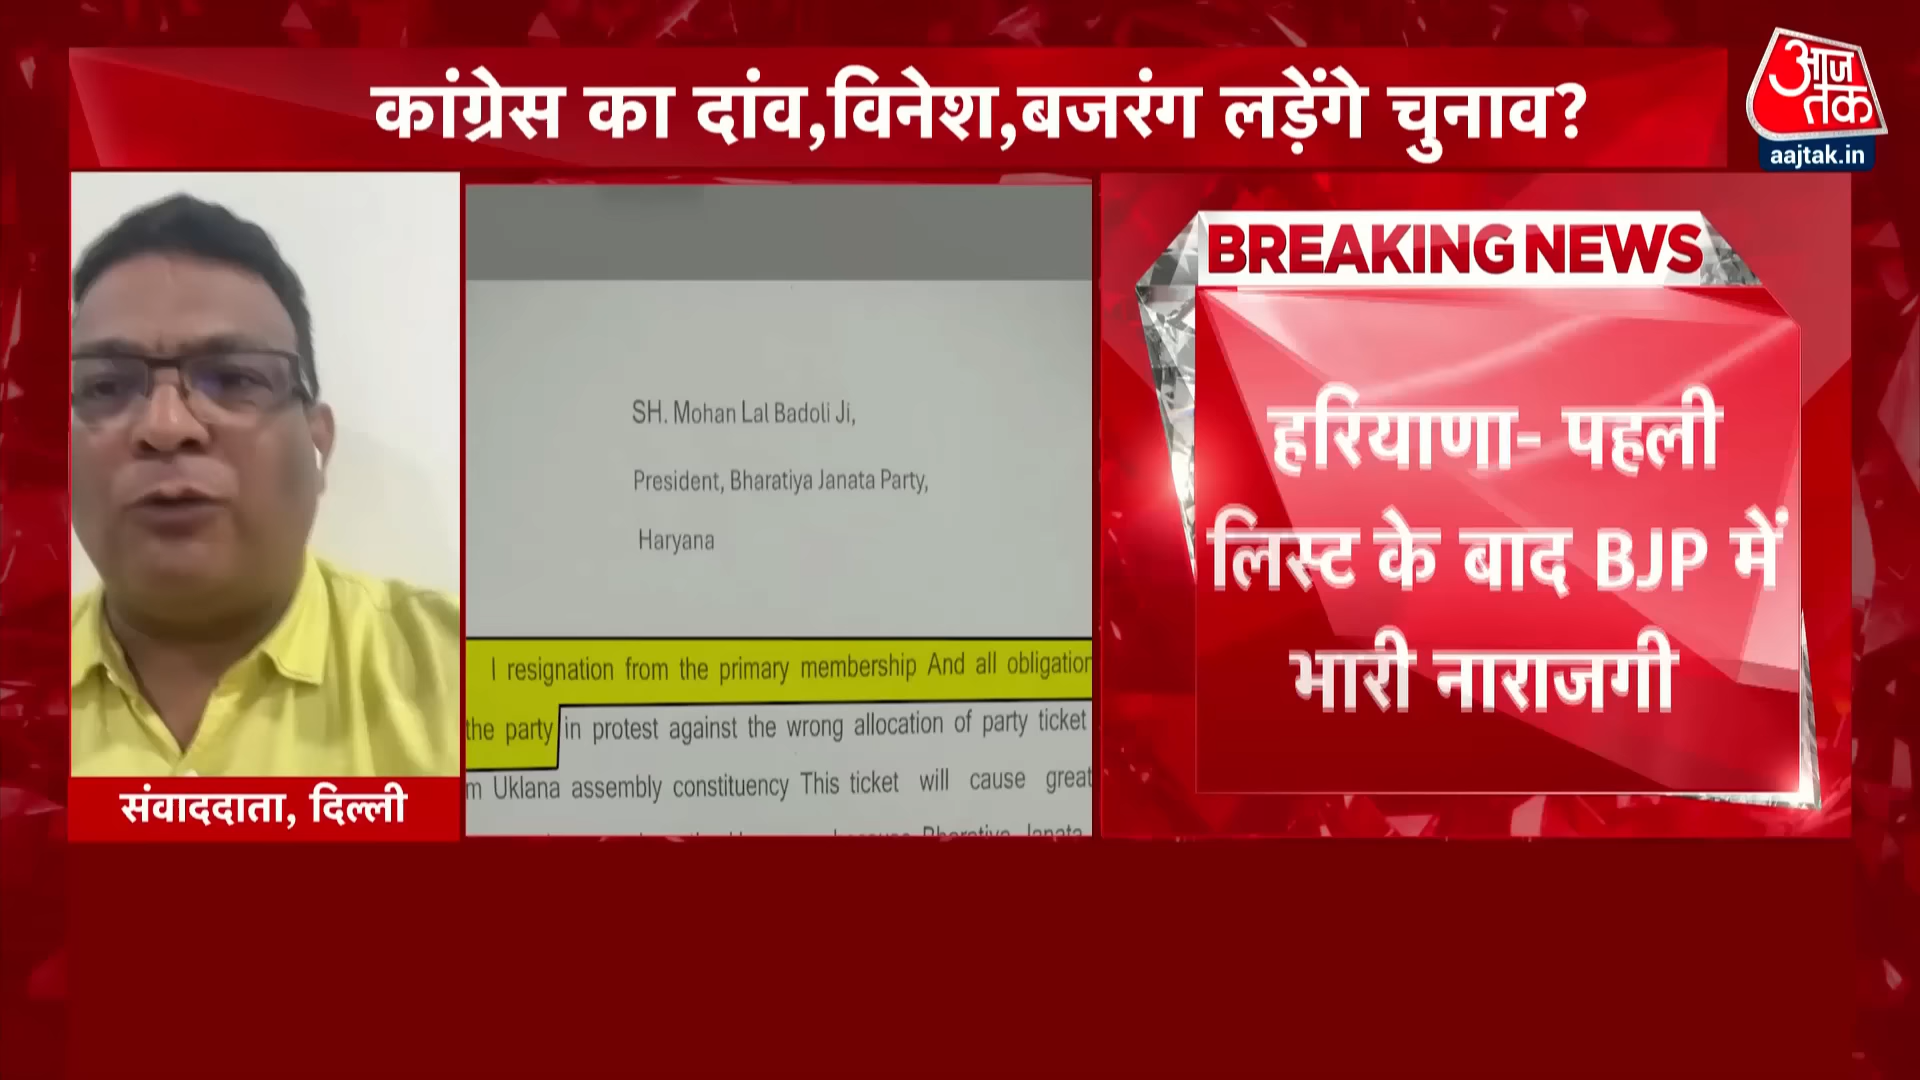 कांग्रेस का दांव,विनेश,बजरंग लड़ेंगे चुनाव?
आज
तक
aajtak.in
संवाददाता, दिल्ली
SH. Mohan Lal Badoli Ji,
President, Bharatiya Janata Party,
Haryana
I resignation from the primary membership And all obligation
the party in protest against the wrong allocation of party ticket
m Uklana assembly constituency This ticket will cause great
BREAKING NEWS
हरियाणा- पहली
लिस्ट के बाद BJP में
भारी नाराजगी